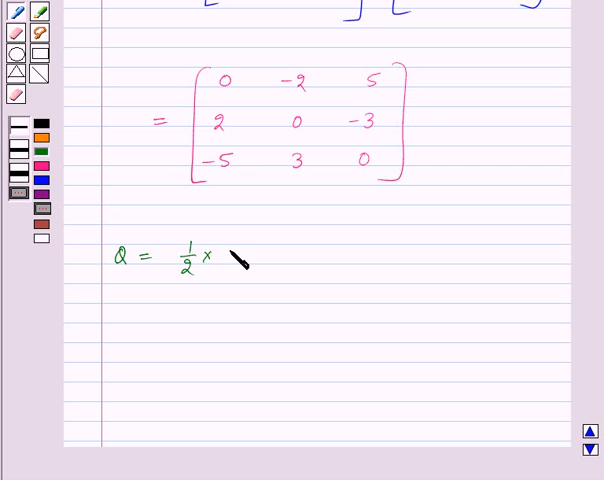 = [ 0 -2 5
2 0 -3
-5 3 0 ]
Q = 1/2 ×